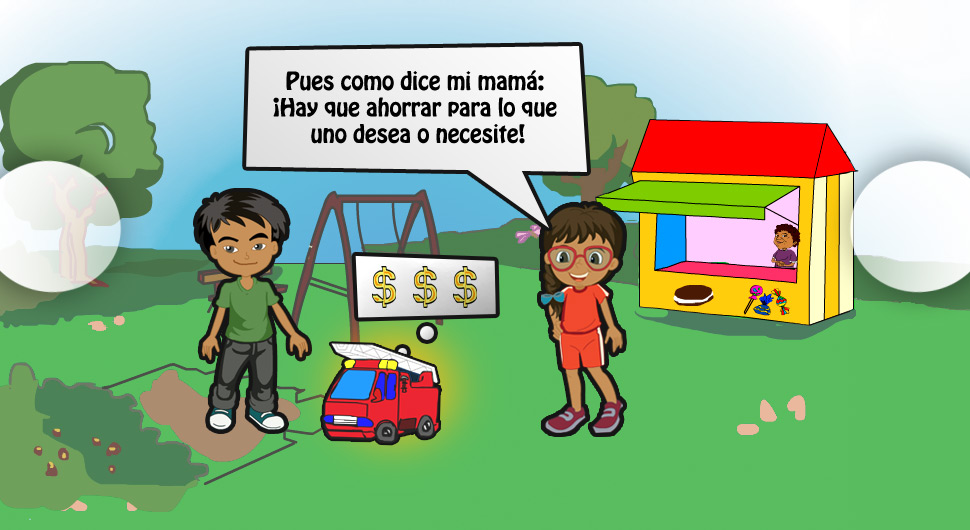 Pues como dice mi mamá:
¡Hay que ahorrar para lo que
uno desea o necesite!
$ $ $